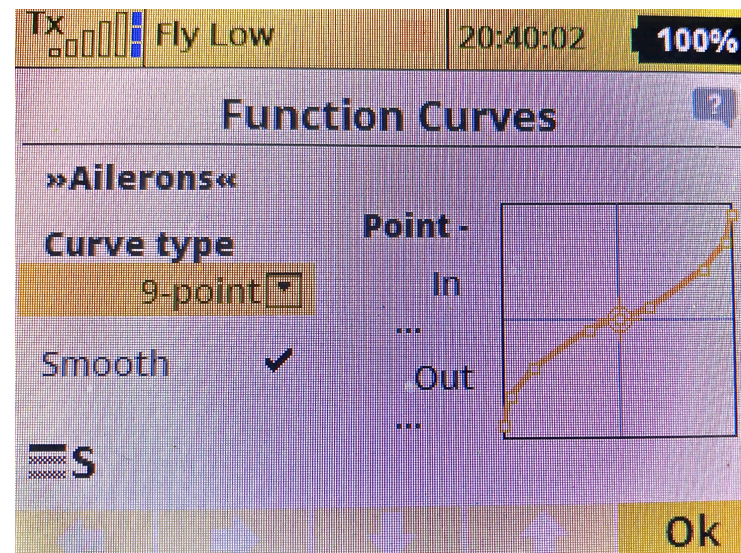 Tx Fly Low 20:40:02 100%
Function Curves ?
»Ailerons«
Curve type
9-point
Smooth
Point -
In
...
Out
...
S
Ok